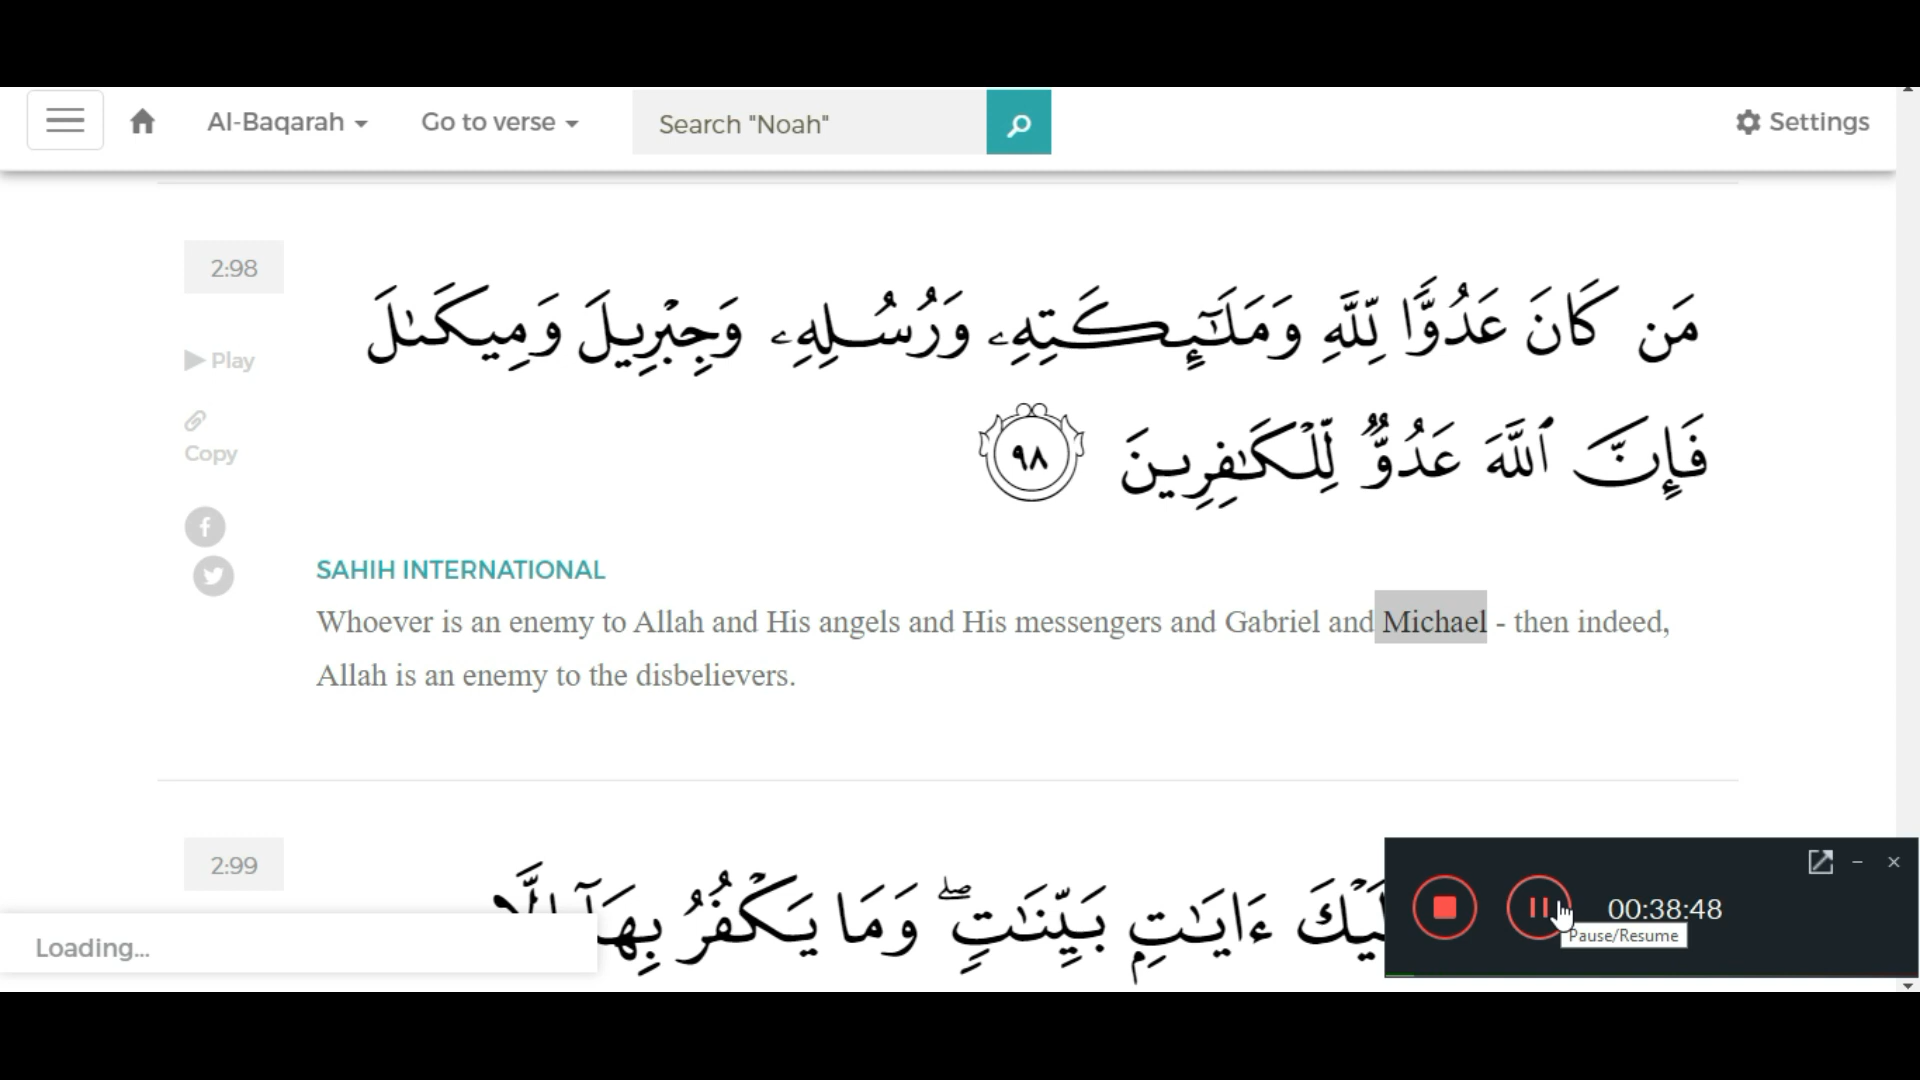 Al-Baqarah
Go to verse
Search "Noah"
Settings
2:98
مَن كَانَ عَدُوًّا لِّلَّهِ وَمَلَـٰٓئِكَتِهِۦ وَرُسُلِهِۦ وَجِبْرِيلَ وَمِيكَىٰلَ
فَإِنَّ ٱللَّهَ عَدُوٌّ لِّلْكَـٰفِرِينَ ٩٨
Play
Copy
SAHIH INTERNATIONAL
Whoever is an enemy to Allah and His angels and His messengers and Gabriel and Michael - then indeed,
Allah is an enemy to the disbelievers.
2:99
ءَايَـٰتٍۭ بَيِّنَـٰتٍ ۖ وَمَا يَكْفُرُ بِهَآ
Loading...
00:38:48
Pause/Resume